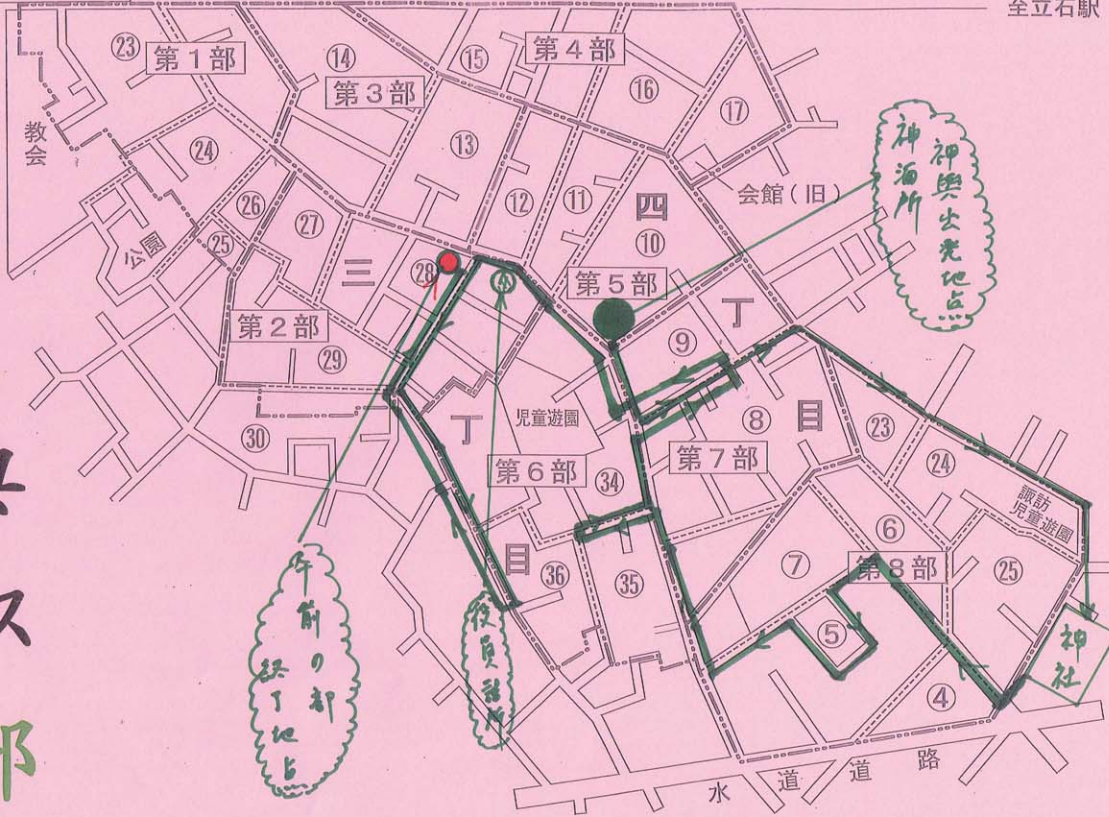 至立石駅
㉓
第1部
⑭
第3部
⑮
第4部
⑯
⑰
教会
㉔
⑬
⑫
⑪
四
⑩
会館(旧)
神輿出発地点
神酒所
公園
㉖
㉕
㉗
三
㉘
第5部
第2部
㉙
⑨
丁
丁
児童遊園
⑧
目
㉓
㉚
第6部
㉞
第7部
㉔
諏訪
児童遊園
目
㊱
㉟
⑦
⑥
第8部
㉕
⑤
④
神社
午前の部
終了地点
役員詰所
ス
部
水道道路